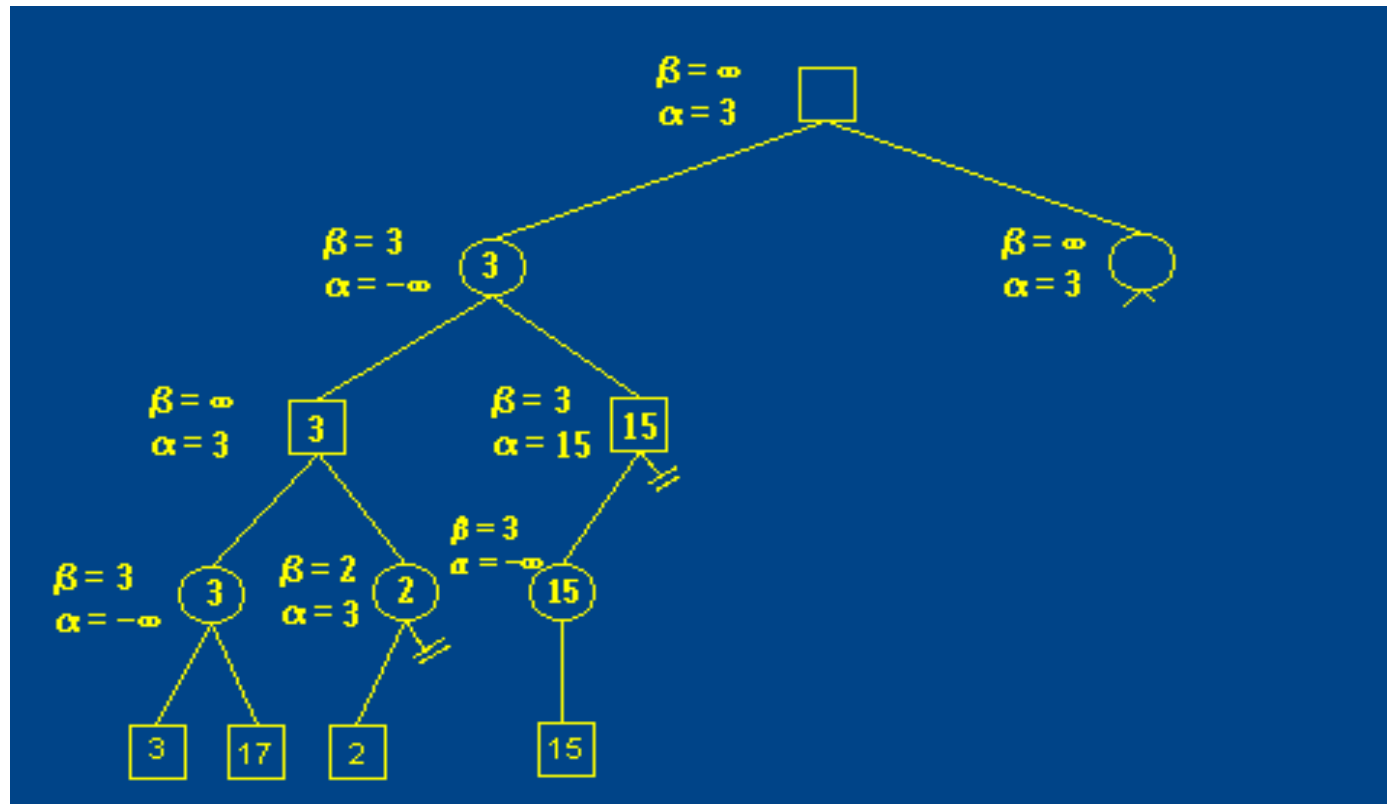 β = ∞
α = 3
β = 3
α = −∞
3
β = ∞
α = 3
β = ∞
α = 3
3
β = 3
α = 15
15
β = 3
α = −∞
3
β = 2
α = 3
2
β = 3
α = −∞
15
3
17
2
15